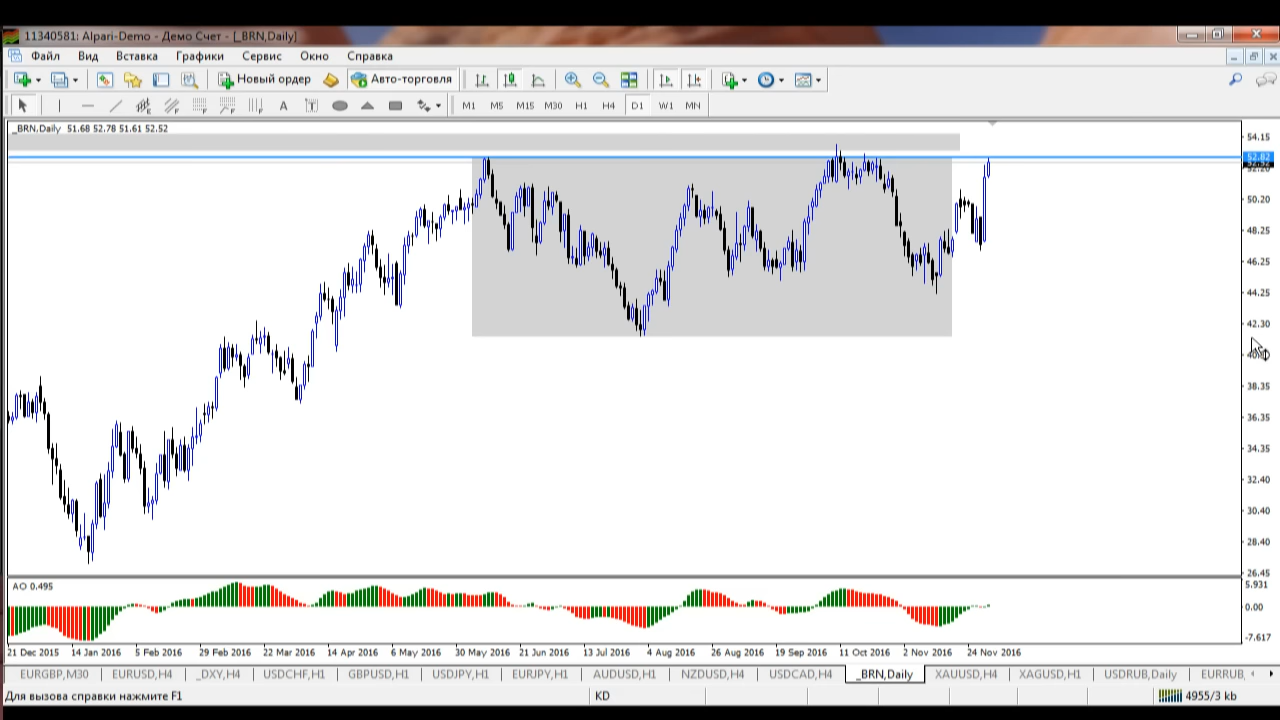 11340581: Alpari-Demo - Демо Счет - [_BRN,Daily]
Файл Вид Вставка Графики Сервис Окно Справка
Новый ордер Авто-торговля
A T M1 M5 M15 M30 H1 H4 D1 W1 MN
_BRN,Daily 51.68 52.78 51.61 52.52
54.15
52.82
50.20
48.25
46.25
44.25
42.30
38.35
36.35
34.35
32.40
30.40
28.40
26.45
AO 0.495
5.931
0.00
-7.617
21 Dec 2015 14 Jan 2016 5 Feb 2016 29 Feb 2016 22 Mar 2016 14 Apr 2016 6 May 2016 30 May 2016 21 Jun 2016 13 Jul 2016 4 Aug 2016 26 Aug 2016 19 Sep 2016 11 Oct 2016 2 Nov 2016 24 Nov 2016
EURGBP,M30 EURUSD,H4 _DXY,H4 USDCHF,H1 GBPUSD,H1 USDJPY,H1 EURJPY,H1 AUDUSD,H1 NZDUSD,H4 USDCAD,H4 _BRN,Daily XAUUSD,H4 XAGUSD,H1 USDRUB,Daily EURRUB,
Для вызова справки нажмите F1 KD 4955/3 kb